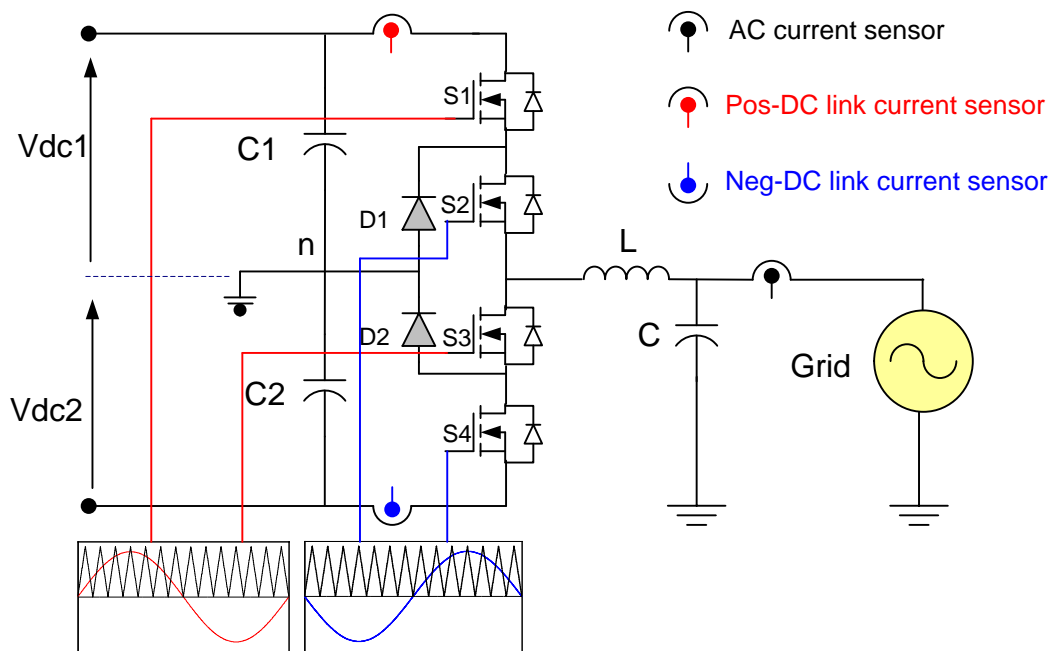 AC current sensor
Pos-DC link current sensor
Neg-DC link current sensor
Vdc1
Vdc2
C1
C2
n
D1
D2
S1
S2
S3
S4
L
C
Grid